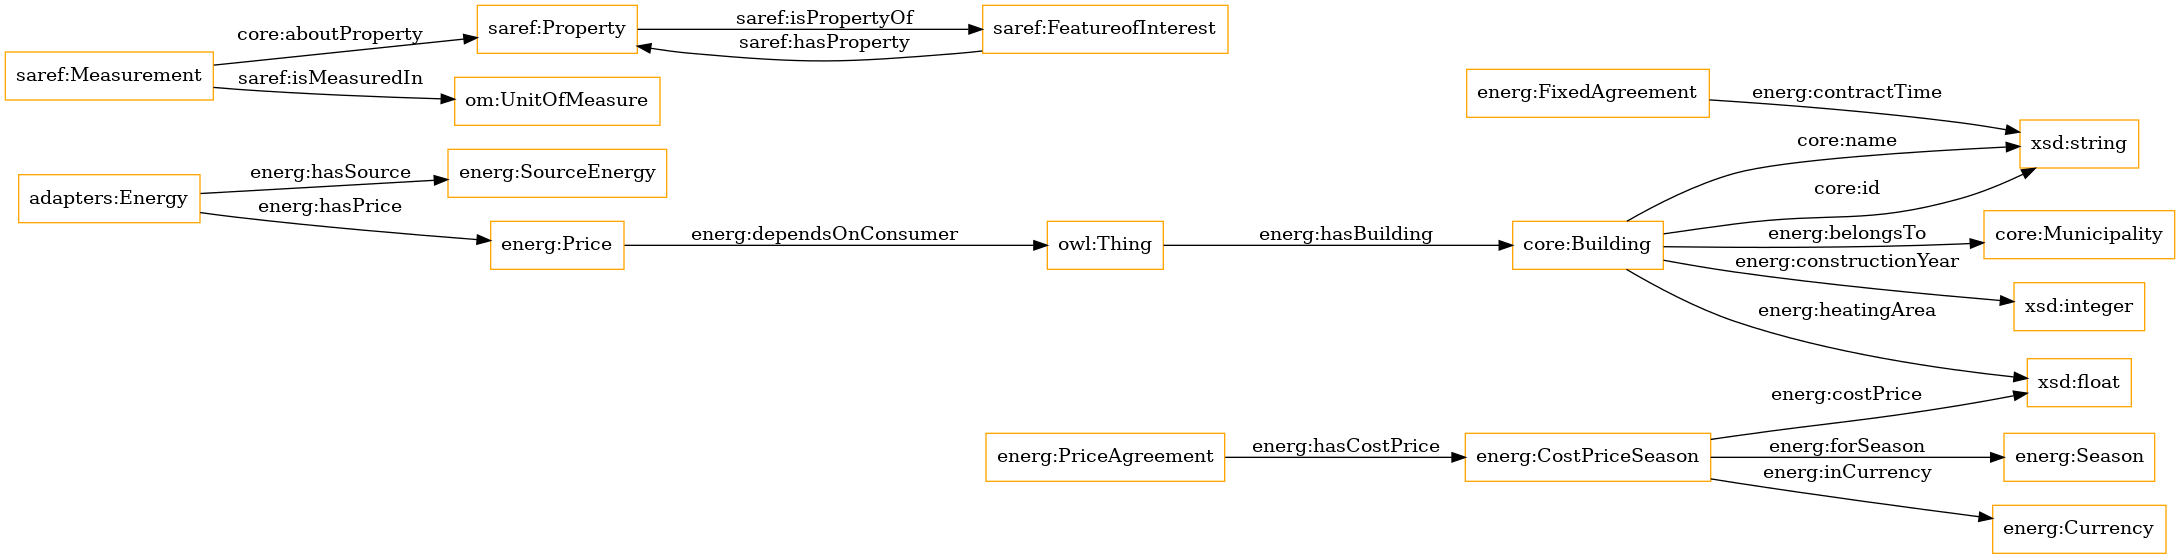 saref:Measurement
core:aboutProperty
saref:isMeasuredIn
saref:Property
om:UnitOfMeasure
saref:isPropertyOf
saref:hasProperty
saref:FeatureofInterest
adapters:Energy
energ:hasSource
energ:hasPrice
energ:SourceEnergy
energ:Price
energ:dependsOnConsumer
owl:Thing
energ:hasBuilding
core:Building
energ:FixedAgreement
energ:contractTime
core:name
core:id
energ:belongsTo
energ:constructionYear
energ:heatingArea
xsd:string
core:Municipality
xsd:integer
xsd:float
energ:PriceAgreement
energ:hasCostPrice
energ:CostPriceSeason
energ:costPrice
energ:forSeason
energ:inCurrency
energ:Season
energ:Currency